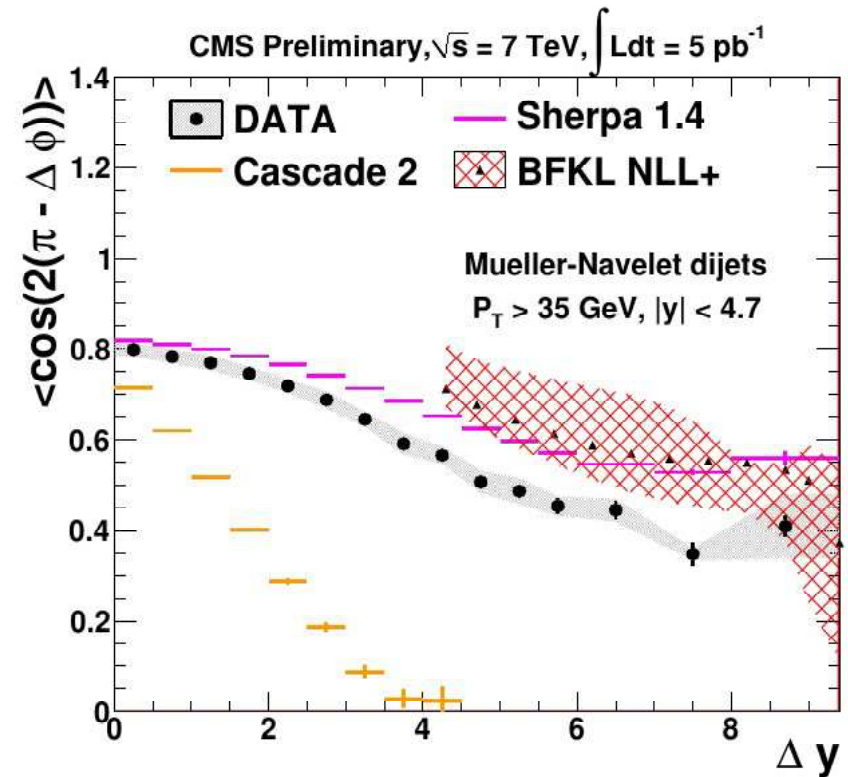 CMS Preliminary,√s = 7 TeV,∫Ldt = 5 pb⁻¹
<cos(2(π - Δ φ))>
1.4
1.2
1
0.8
0.6
0.4
0.2
0
DATA
Sherpa 1.4
Cascade 2
BFKL NLL+
Mueller-Navelet dijets
P_T > 35 GeV, |y| < 4.7
0 2 4 6 8
Δ y